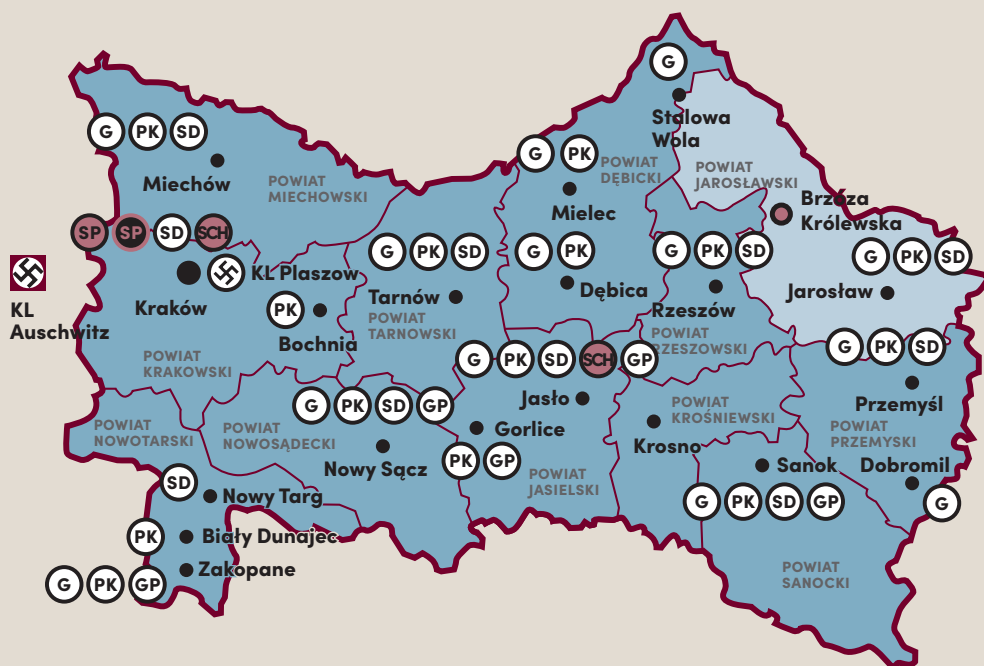 G
Stalowa
Wola
G PK SD
Miechów
POWIAT
MIECHOWSKI
G PK
POWIAT
DĘBICKI
Mielec
POWIAT
JAROSŁAWSKI
Brzóza
Królewska
SP SP SD SCH
KL Plaszow
Kraków
KL
Auschwitz
PK
Bochnia
POWIAT
KRAKOWSKI
G PK SD
Tarnów
POWIAT
TARNOWSKI
G PK
Dębica
G PK SD
Rzeszów
POWIAT
RZESZOWSKI
G PK SD
Jarosław
G PK SD SCH GP
Jasło
G PK SD
Przemyśl
POWIAT
PRZEMYSKI
POWIAT
NOWOTARSKI
POWIAT
NOWOSĄDECKI
G PK SD GP
Nowy Sącz
Gorlice
PK GP
POWIAT
JASIELSKI
POWIAT
KROŚNIEWSKI
Krosno
Sanok
G PK SD GP
Dobromil
G
POWIAT
SANOCKI
SD
Nowy Targ
PK
Biały Dunajec
Zakopane
G PK GP